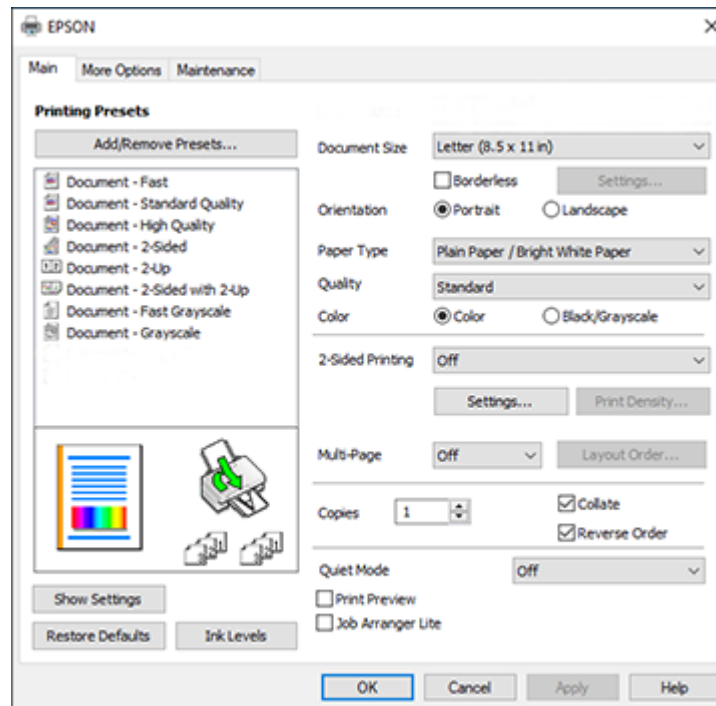 EPSON
Main More Options Maintenance
Printing Presets
Add/Remove Presets...
Document - Fast
Document - Standard Quality
Document - High Quality
Document - 2-Sided
Document - 2-Up
Document - 2-Sided with 2-Up
Document - Fast Grayscale
Document - Grayscale
Show Settings
Restore Defaults Ink Levels
Document Size Letter (8.5 x 11 in)
Borderless Settings...
Orientation Portrait Landscape
Paper Type Plain Paper / Bright White Paper
Quality Standard
Color Color Black/Grayscale
2-Sided Printing Off
Settings... Print Density...
Multi-Page Off Layout Order...
Copies 1 Collate
Reverse Order
Quiet Mode Off
Print Preview
Job Arranger Lite
OK Cancel Apply Help